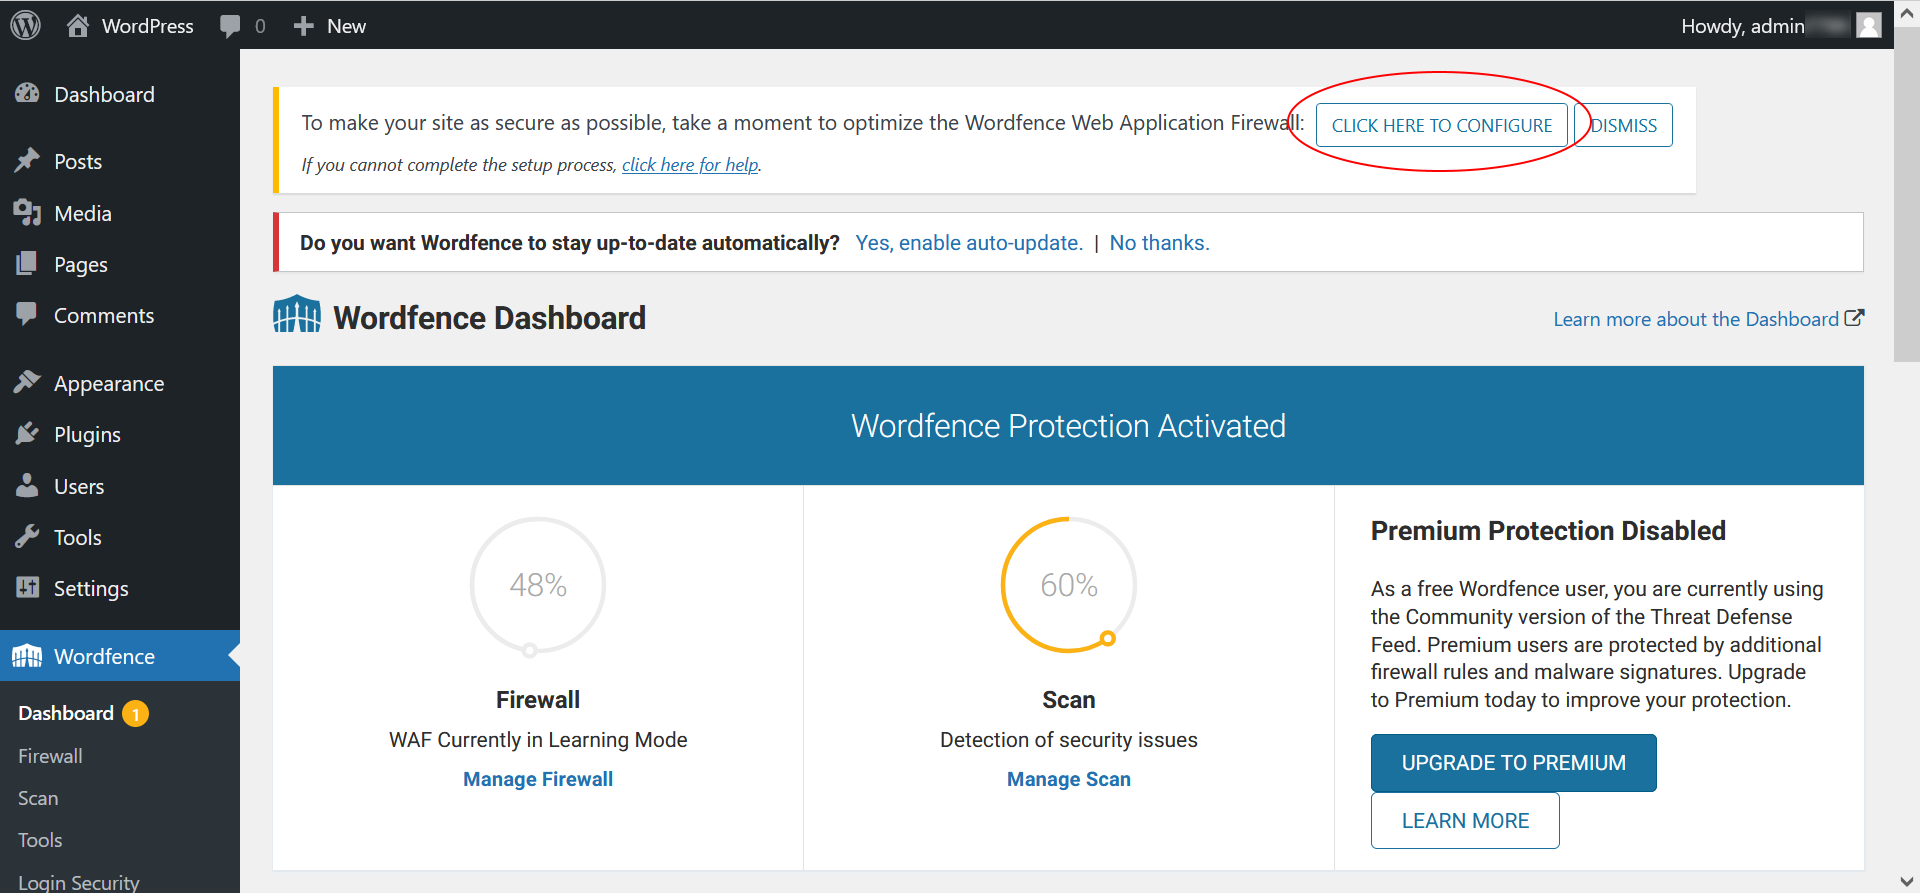 WordPress 0 New
Howdy, admin
Dashboard
Posts
Media
Pages
Comments
Appearance
Plugins
Users
Tools
Settings
Wordfence
Dashboard 1
Firewall
Scan
Tools
Login Security
To make your site as secure as possible, take a moment to optimize the Wordfence Web Application Firewall: CLICK HERE TO CONFIGURE DISMISS
If you cannot complete the setup process, click here for help.
Do you want Wordfence to stay up-to-date automatically? Yes, enable auto-update. | No thanks.
Wordfence Dashboard
Learn more about the Dashboard
Wordfence Protection Activated
48%
Firewall
WAF Currently in Learning Mode
Manage Firewall
60%
Scan
Detection of security issues
Manage Scan
Premium Protection Disabled
As a free Wordfence user, you are currently using
the Community version of the Threat Defense
Feed. Premium users are protected by additional
firewall rules and malware signatures. Upgrade
to Premium today to improve your protection.
UPGRADE TO PREMIUM
LEARN MORE